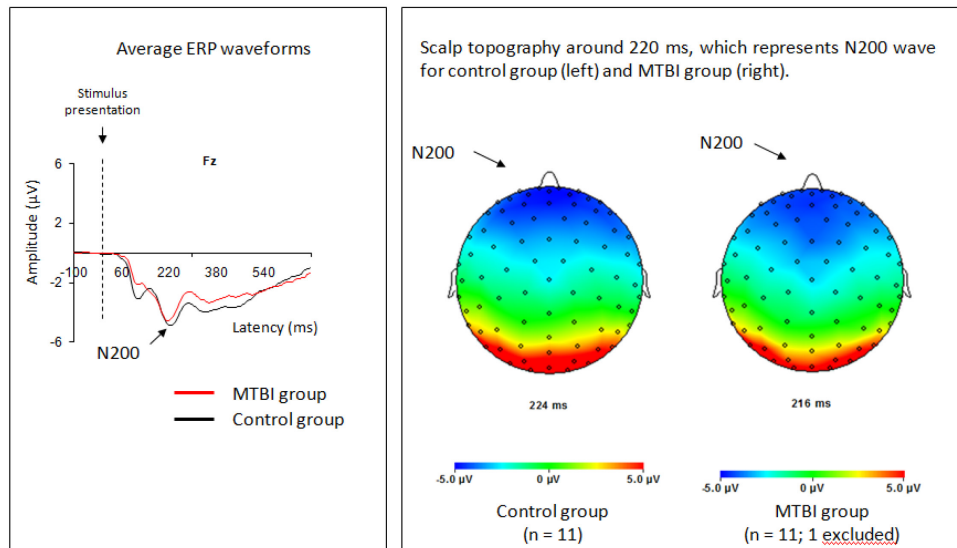 Average ERP waveforms
Stimulus
presentation
Fz
6
2
-100 60 220 380 540
-2
-6
Amplitude (µV)
Latency (ms)
N200
MTBI group
Control group
Scalp topography around 220 ms, which represents N200 wave
for control group (left) and MTBI group (right).
N200
N200
224 ms
216 ms
-5.0 µV 0 µV 5.0 µV
-5.0 µV 0 µV 5.0 µV
Control group
(n = 11)
MTBI group
(n = 11; 1 excluded)